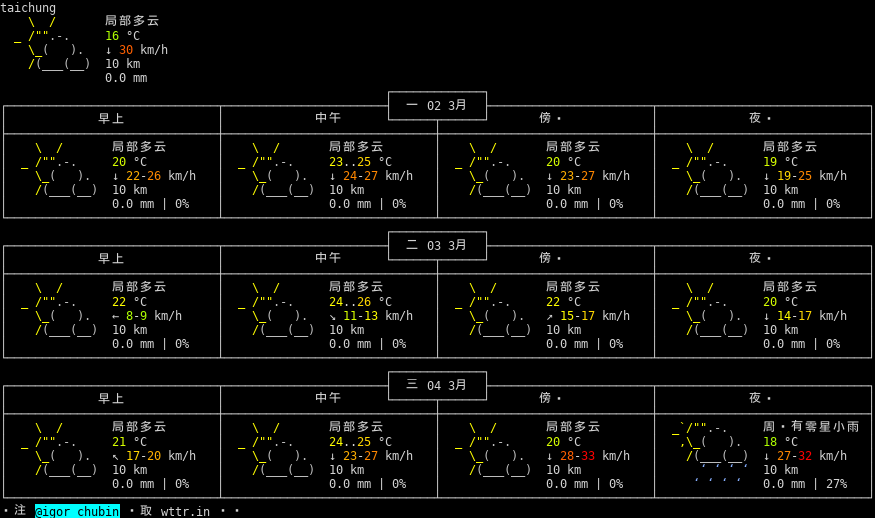 taichung
局部多云
16 °C
↓ 30 km/h
10 km
0.0 mm
一 02 3月
早上 中午 傍・ 夜・
局部多云 局部多云 局部多云 局部多云
20 °C 23..25 °C 20 °C 19 °C
↓ 22-26 km/h ↓ 24-27 km/h ↓ 23-27 km/h ↓ 19-25 km/h
10 km 10 km 10 km 10 km
0.0 mm | 0% 0.0 mm | 0% 0.0 mm | 0% 0.0 mm | 0%
二 03 3月
早上 中午 傍・ 夜・
局部多云 局部多云 局部多云 局部多云
22 °C 24..26 °C 22 °C 20 °C
← 8-9 km/h ↘ 11-13 km/h ↗ 15-17 km/h ↓ 14-17 km/h
10 km 10 km 10 km 10 km
0.0 mm | 0% 0.0 mm | 0% 0.0 mm | 0% 0.0 mm | 0%
三 04 3月
早上 中午 傍・ 夜・
局部多云 局部多云 局部多云 周・有零星小雨
21 °C 24..25 °C 20 °C 18 °C
↖ 17-20 km/h ↓ 23-27 km/h ↓ 28-33 km/h ↓ 27-32 km/h
10 km 10 km 10 km 10 km
0.0 mm | 0% 0.0 mm | 0% 0.0 mm | 0% 0.0 mm | 27%
・注 @igor_chubin ・取 wttr.in ・・